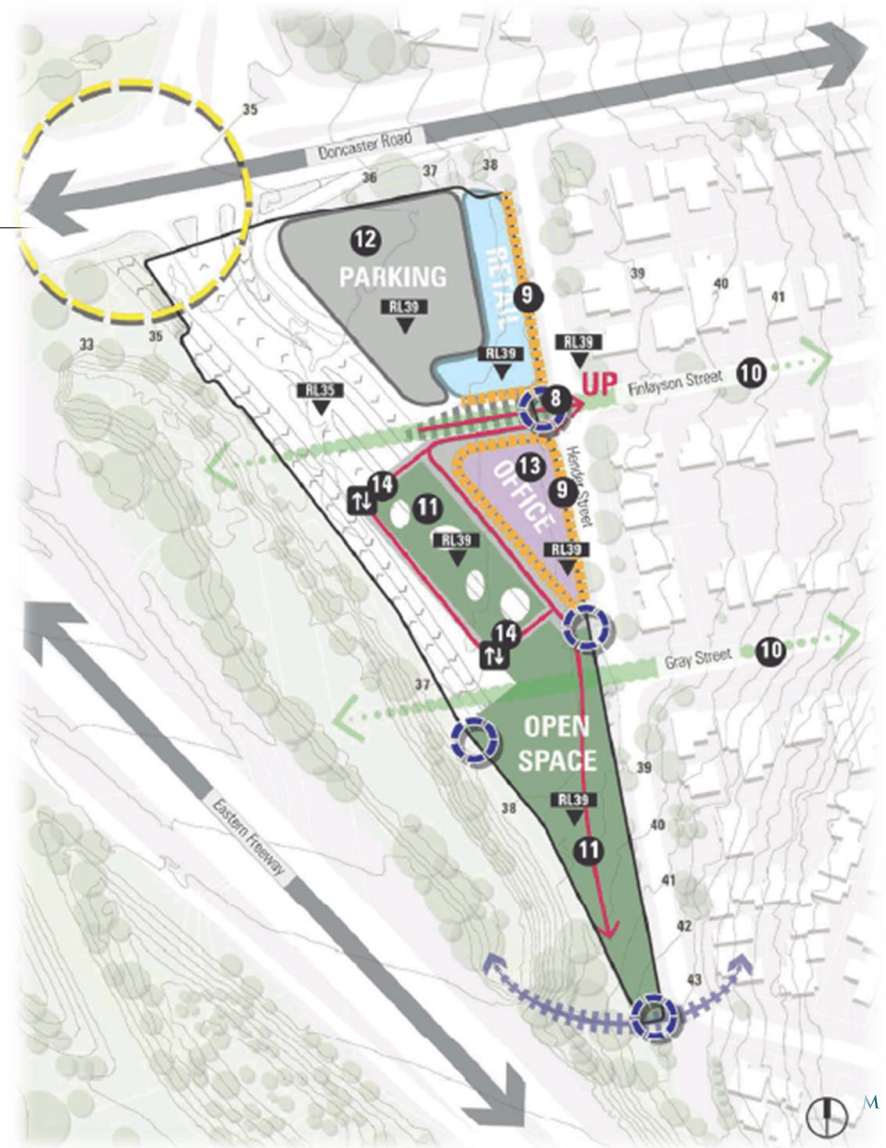 35
Doncaster Road
38
37
36
12
PARKING
RETAIL
RL39
9
39
40
41
33
35
RL39
RL39
UP
Finlayson Street
10
RL35
8
Hender Street
13
OFFICE
9
14
11
RL39
RL39
14
Gray Street
10
37
OPEN
SPACE
39
RL39
38
40
Eastern Freeway
11
41
42
43
M